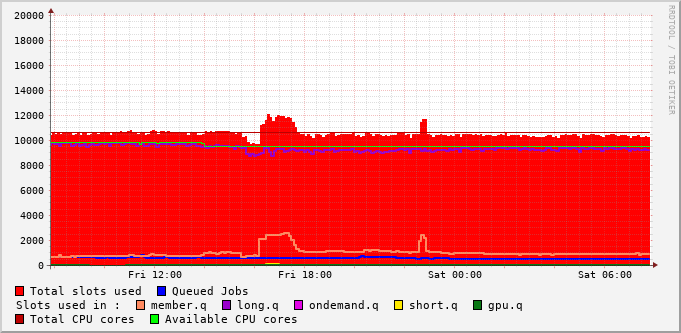 RRDTOOL / TOBI OETIKER
20000
18000
16000
14000
12000
10000
8000
6000
4000
2000
0
Fri 12:00 Fri 18:00 Sat 00:00 Sat 06:00
Total slots used Queued Jobs
Slots used in : member.q long.q ondemand.q short.q gpu.q
Total CPU cores Available CPU cores